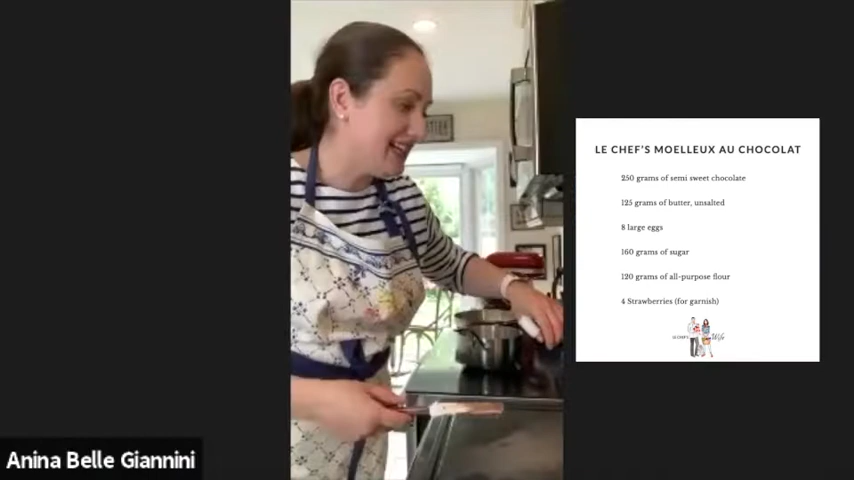 LE CHEF'S MOELLEUX AU CHOCOLAT
250 grams of semi sweet chocolate
125 grams of butter, unsalted
8 large eggs
160 grams of sugar
120 grams of all-purpose flour
4 Strawberries (for garnish)
Wife
Anina Belle Giannini